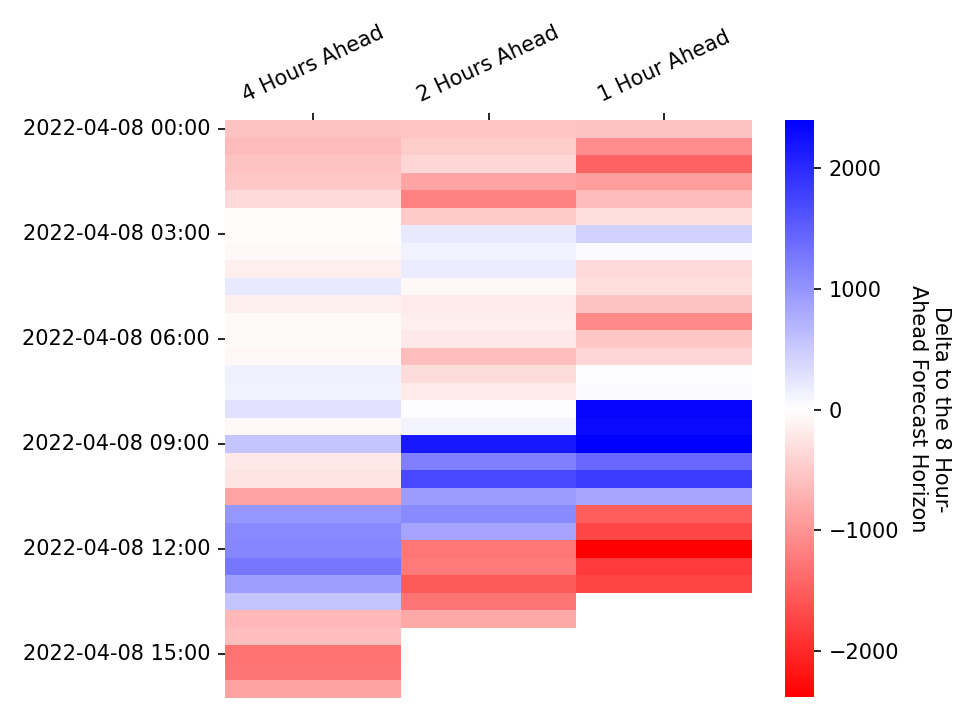 4 Hours Ahead
2 Hours Ahead
1 Hour Ahead
2022-04-08 00:00
2022-04-08 03:00
2022-04-08 06:00
2022-04-08 09:00
2022-04-08 12:00
2022-04-08 15:00
2000
1000
0
−1000
−2000
Delta to the 8 Hour-
Ahead Forecast Horizon